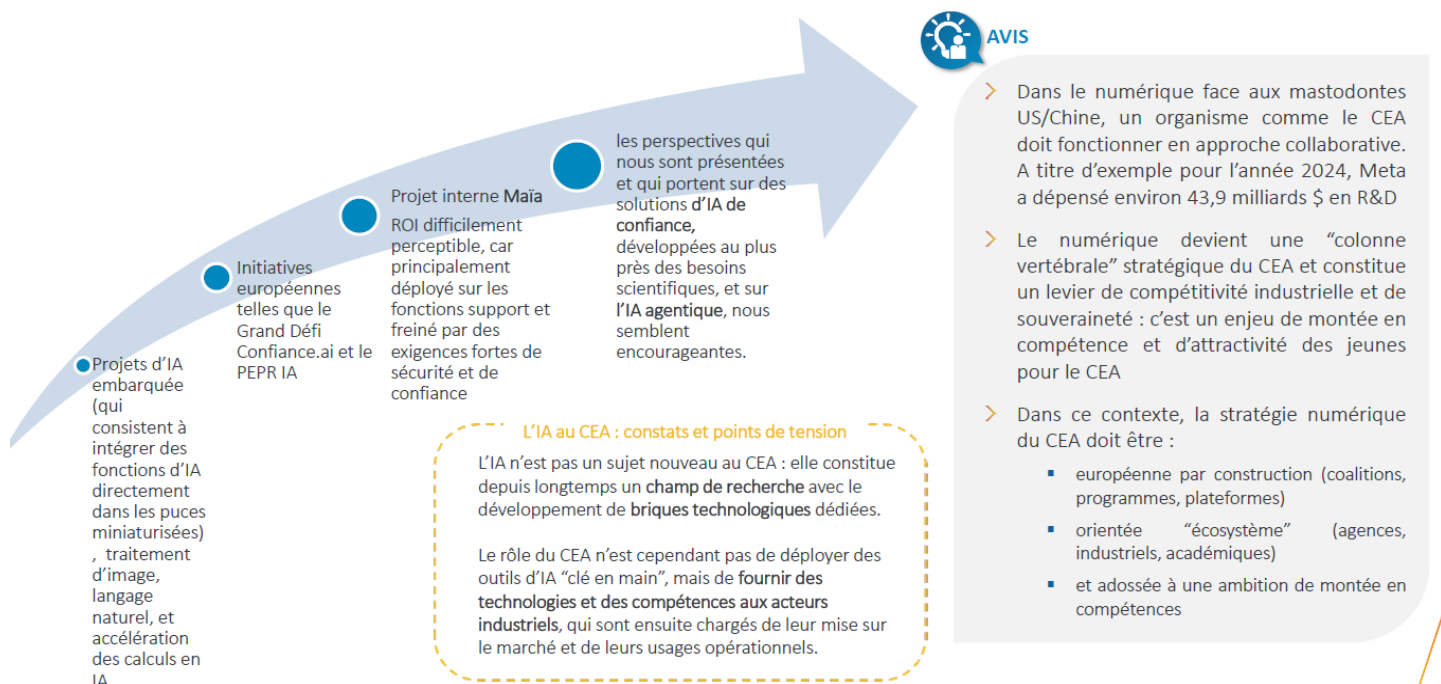 Projets d’IA
embarquée
(qui
consistent à
intégrer des
fonctions d’IA
directement
dans les puces
miniaturisées)
, traitement
d’image,
langage
naturel, et
accélération
des calculs en
IA
Initiatives
européennes
telles que le
Grand Défi
Confiance.ai et le
PEPR IA
Projet interne Maïa
ROI difficilement
perceptible, car
principalement
déployé sur les
fonctions support et
freiné par des
exigences fortes de
sécurité et de
confiance
les perspectives qui
nous sont présentées
et qui portent sur des
solutions d’IA de
confiance,
développées au plus
près des besoins
scientifiques, et sur
l’IA agentique, nous
semblent
encourageantes.
L’IA au CEA : constats et points de tension
L’IA n’est pas un sujet nouveau au CEA : elle constitue
depuis longtemps un champ de recherche avec le
développement de briques technologiques dédiées.
Le rôle du CEA n’est cependant pas de déployer des
outils d’IA “clé en main”, mais de fournir des
technologies et des compétences aux acteurs
industriels, qui sont ensuite chargés de leur mise sur
le marché et de leurs usages opérationnels.
AVIS
Dans le numérique face aux mastodontes
US/Chine, un organisme comme le CEA
doit fonctionner en approche collaborative.
A titre d’exemple pour l’année 2024, Meta
a dépensé environ 43,9 milliards $ en R&D
Le numérique devient une “colonne
vertébrale” stratégique du CEA et constitue
un levier de compétitivité industrielle et de
souveraineté : c’est un enjeu de montée en
compétence et d’attractivité des jeunes
pour le CEA
Dans ce contexte, la stratégie numérique
du CEA doit être :
européenne par construction (coalitions,
programmes, plateformes)
orientée “écosystème” (agences,
industriels, académiques)
et adossée à une ambition de montée en
compétences